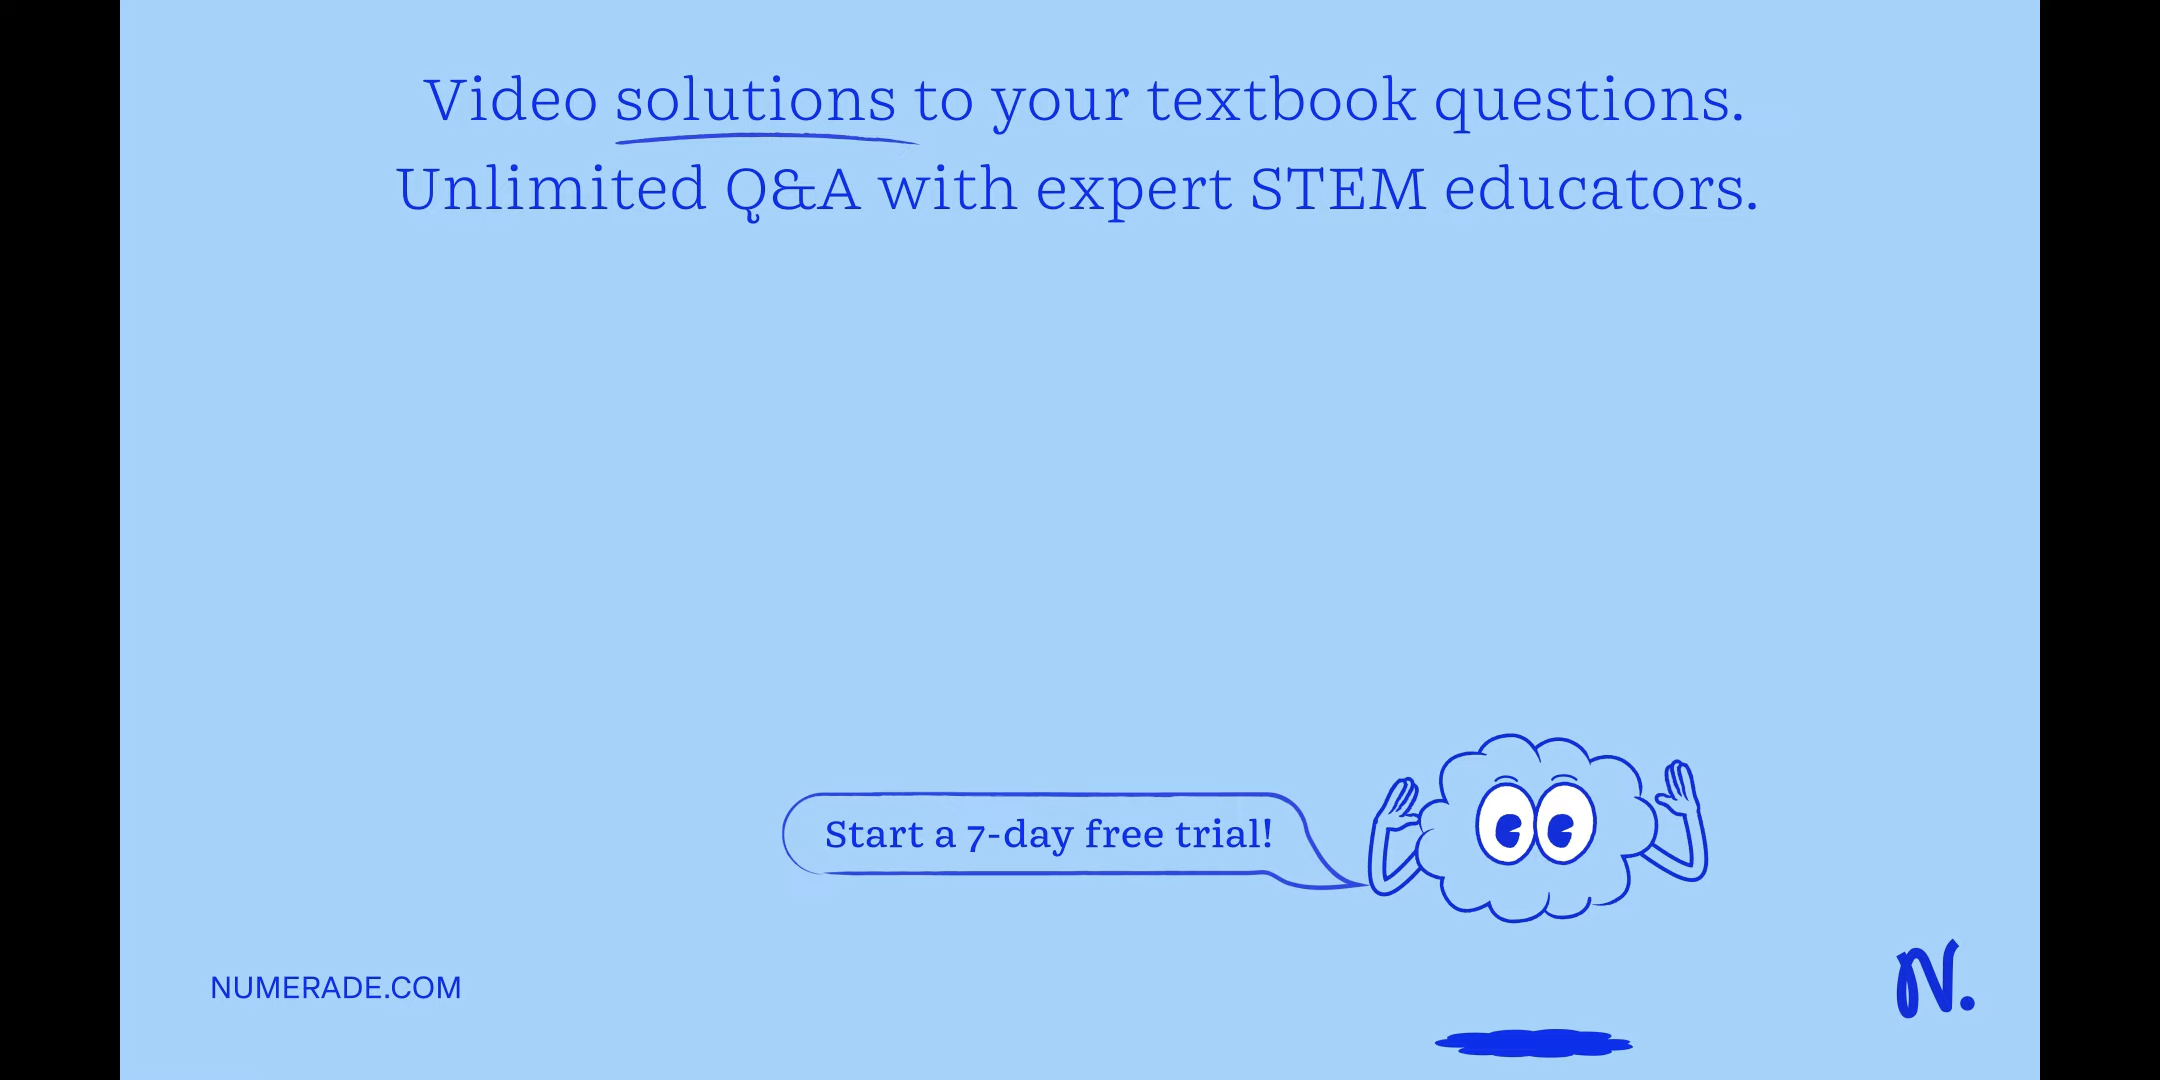 Video solutions to your textbook questions.
Unlimited Q&A with expert STEM educators.
Start a 7-day free trial!
NUMERADE.COM
N.